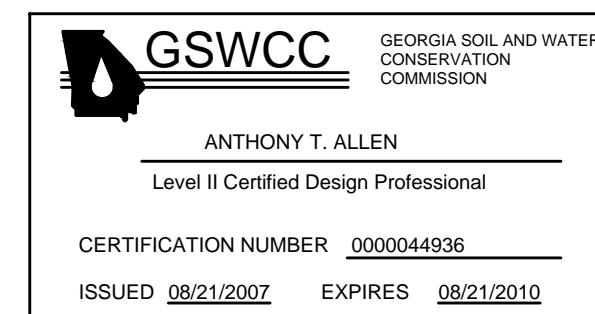 GSWCC
GEORGIA SOIL AND WATER
CONSERVATION
COMMISSION
ANTHONY T. ALLEN
Level II Certified Design Professional
CERTIFICATION NUMBER 0000044936
ISSUED 08/21/2007 EXPIRES 08/21/2010